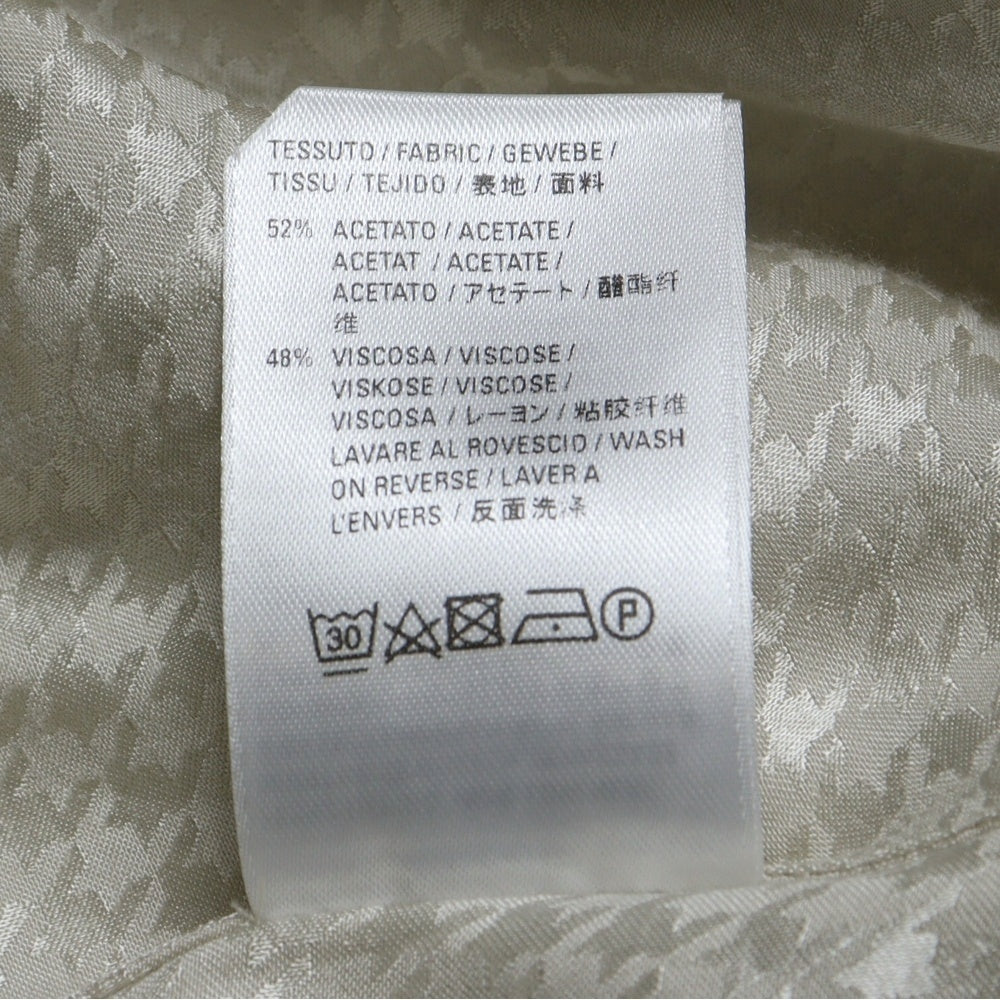 TESSUTO / FABRIC / GEWEBE /
TISSU / TEJIDO / 表地 / 面料
52% ACETATO / ACETATE /
ACETAT / ACETATE /
ACETATO / アセテート / 醋酯纤
维
48% VISCOSA / VISCOSE /
VISKOSE / VISCOSE /
VISCOSA / レーヨン / 粘胶纤维
LAVARE AL ROVESCIO / WASH
ON REVERSE / LAVER A
L'ENVERS / 反面洗涤
30 P